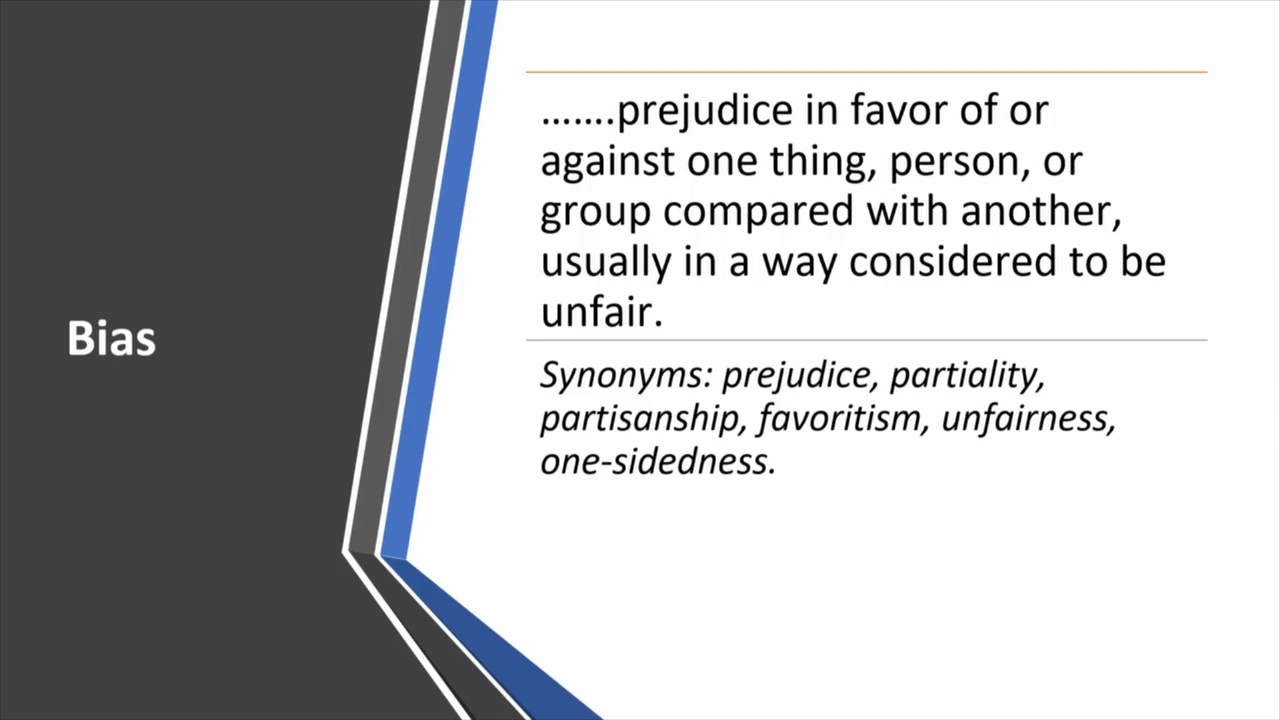 Bias
.......prejudice in favor of or
against one thing, person, or
group compared with another,
usually in a way considered to be
unfair.
Synonyms: prejudice, partiality,
partisanship, favoritism, unfairness,
one-sidedness.